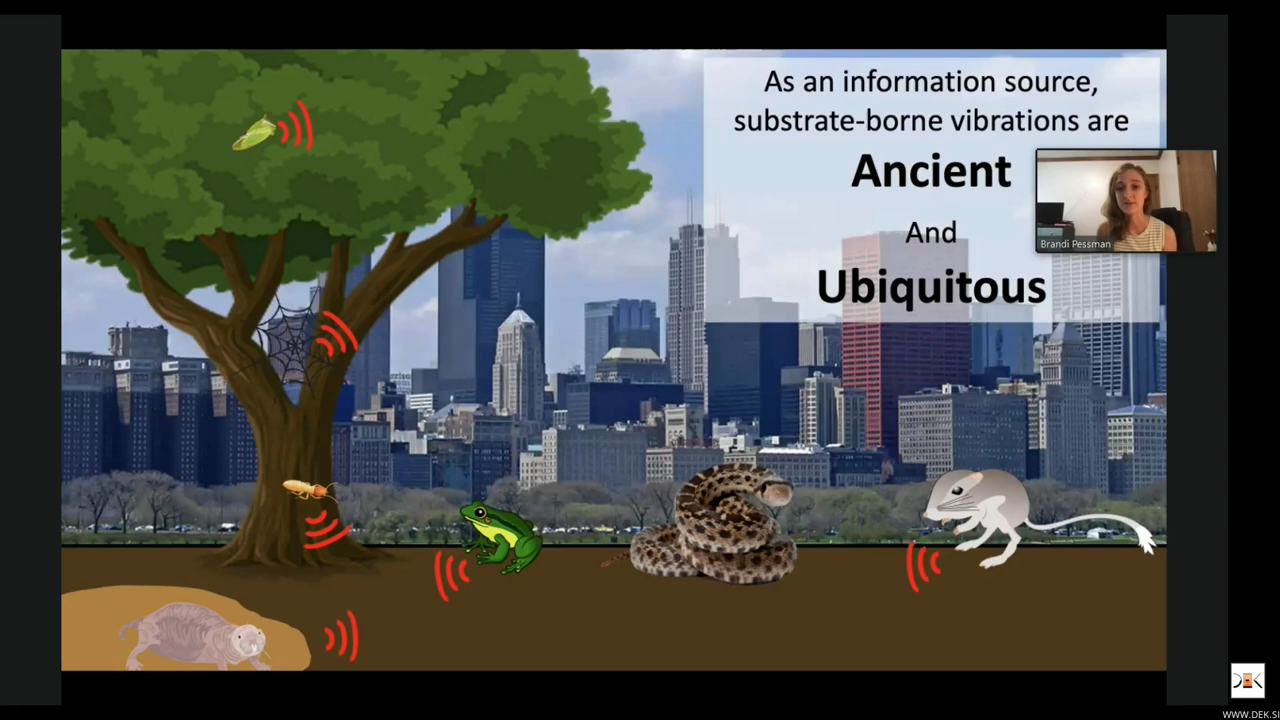 As an information source,
substrate-borne vibrations are
Ancient
And
Ubiquitous
Brandi Pessman
WWW.DEK.SI